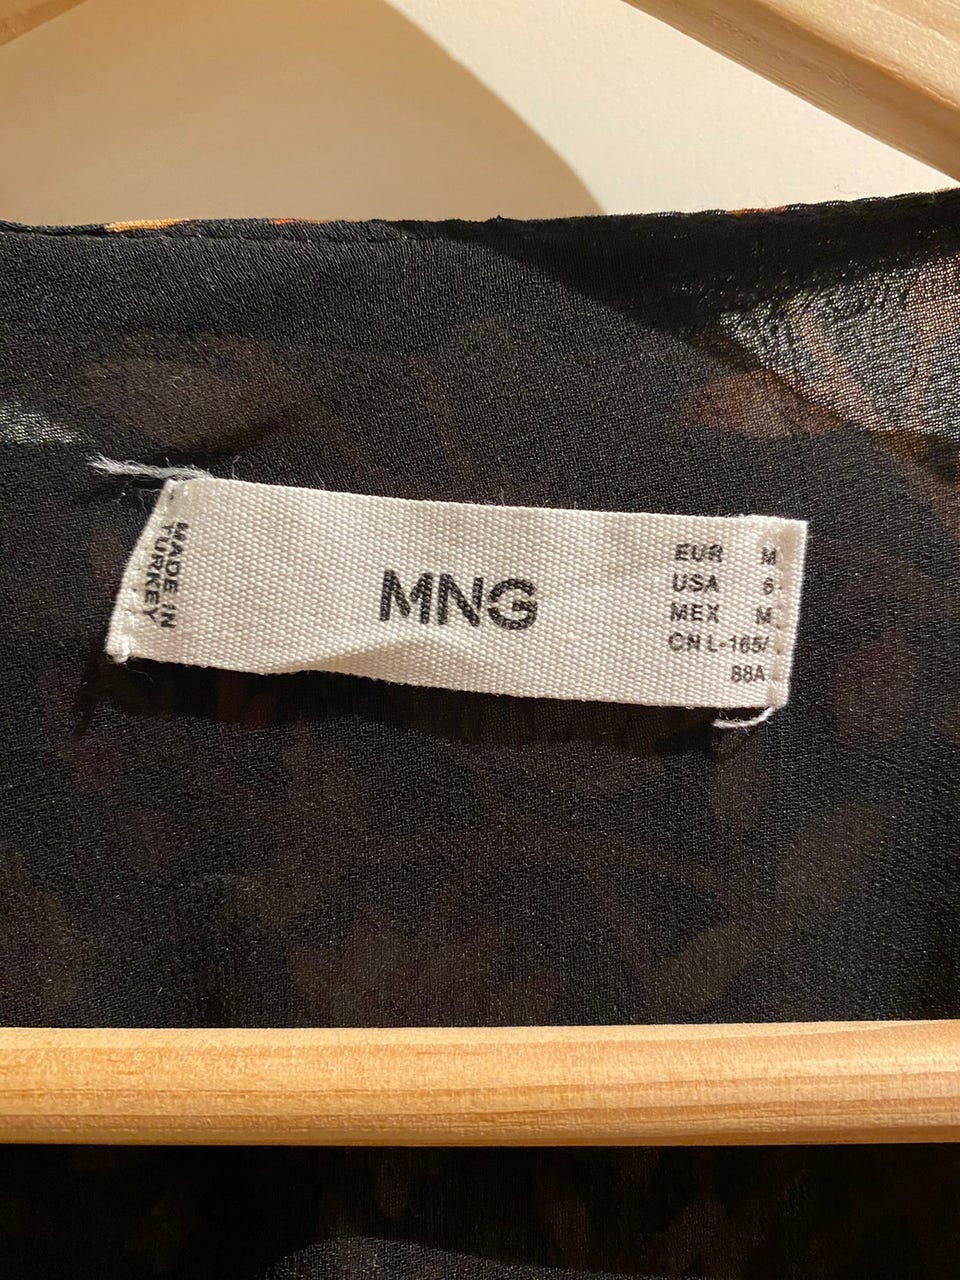 MADE IN
TURKEY
MNG
EUR M
USA 6
MEX M
CN L-165/
88A